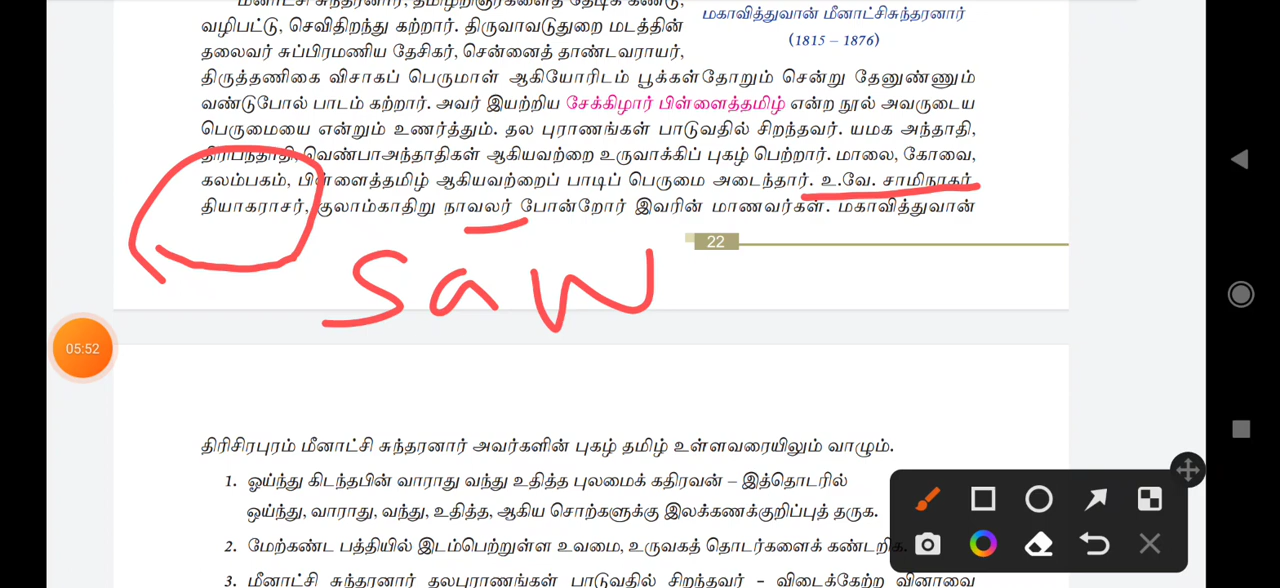 மீனாட்சி சுந்தரனார், தமிழறிஞர்களைத் தேடிக் கண்டு,
வழிபட்டு, செவிதிறந்து கற்றார். திருவாவடுதுறை மடத்தின்
தலைவர் சுப்பிரமணிய தேசிகர், சென்னைத் தாண்டவராயர்,
மகாவித்துவான் மீனாட்சிசுந்தரனார்
(1815 – 1876)
திருத்தணிகை விசாகப் பெருமாள் ஆகியோரிடம் பூக்கள்தோறும் சென்று தேனுண்ணும்
வண்டுபோல் பாடம் கற்றார். அவர் இயற்றிய சேக்கிழார் பிள்ளைத்தமிழ் என்ற நூல் அவருடைய
பெருமையை என்றும் உணர்த்தும். தல புராணங்கள் பாடுவதில் சிறந்தவர். யமக அந்தாதி,
திரிபந்தாதி, வெண்பாஅந்தாதிகள் ஆகியவற்றை உருவாக்கிப் புகழ் பெற்றார். மாலை, கோவை,
கலம்பகம், பிள்ளைத்தமிழ் ஆகியவற்றைப் பாடிப் பெருமை அடைந்தார். உ.வே. சாமிநாதர்,
தியாகராசர், குலாம்காதிறு நாவலர் போன்றோர் இவரின் மாணவர்கள். மகாவித்துவான்
22
saw
05:52
திரிசிரபுரம் மீனாட்சி சுந்தரனார் அவர்களின் புகழ் தமிழ் உள்ளவரையிலும் வாழும்.
1. ஓய்ந்து கிடந்தபின் வாராது வந்து உதித்த புலமைக் கதிரவன் – இத்தொடரில்
ஒய்ந்து, வாராது, வந்து, உதித்த, ஆகிய சொற்களுக்கு இலக்கணக்குறிப்புத் தருக.
2. மேற்கண்ட பத்தியில் இடம்பெற்றுள்ள உவமை, உருவகத் தொடர்களைக் கண்டறிக.
3. மீனாட்சி சுந்தரனார் தலபுராணங்கள் பாடுவதில் சிறந்தவர் – விடைக்கேற்ற வினாவை